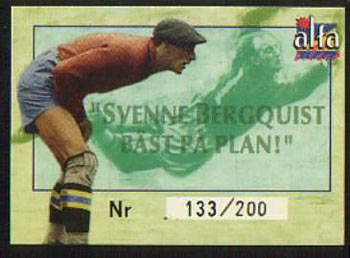 alfa
"SVENNE BERGQUIST
BÄST PÅ PLAN!"
Nr 133/200